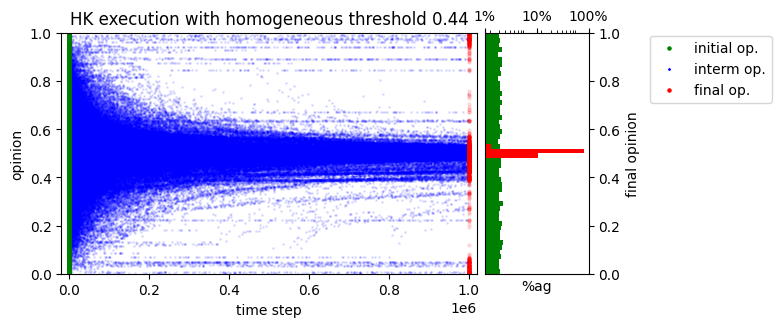 HK execution with homogeneous threshold 0.44
1% 10% 100%
initial op.
interm op.
final op.
1.0 1.0
0.8 0.8
0.6 0.6
0.4 0.4
0.2 0.2
0.0 0.0
opinion
final opinion
0.0 0.2 0.4 0.6 0.8 1.0
1e6
time step
%ag